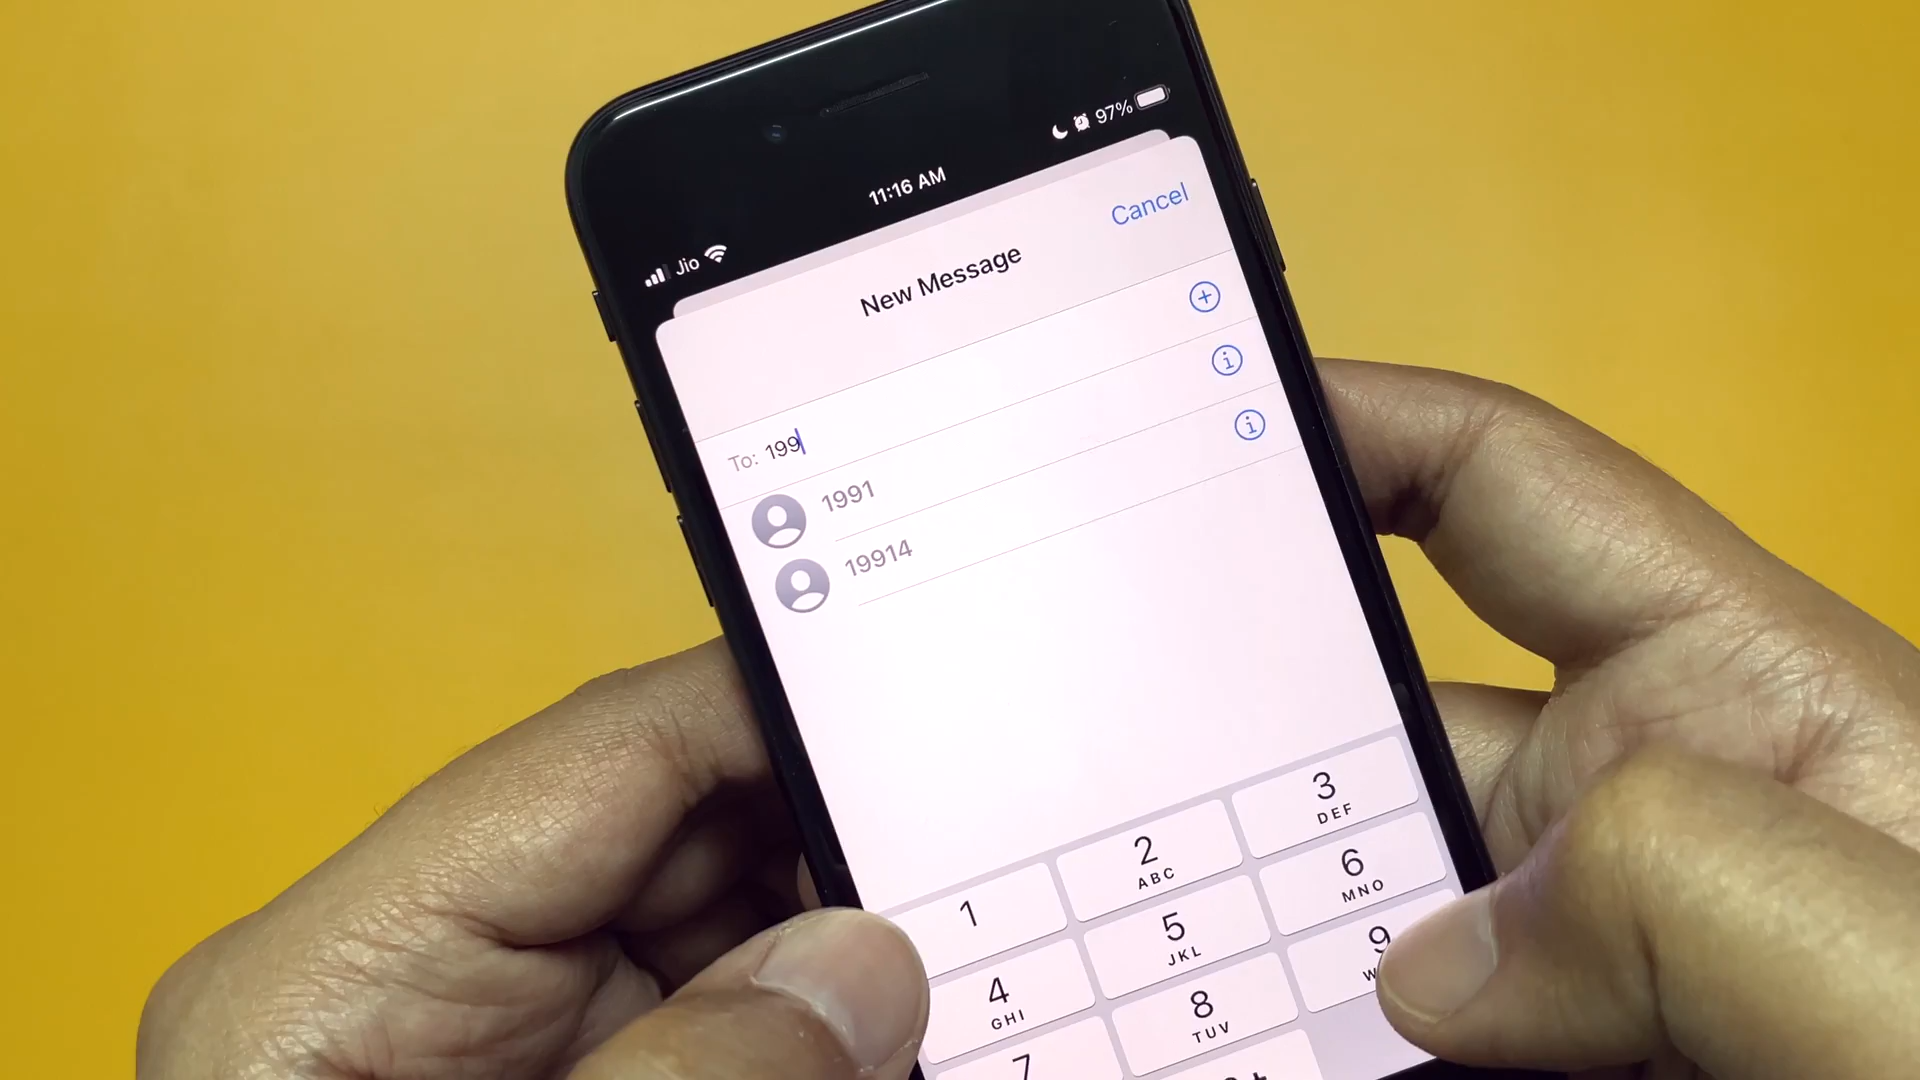 Jio 11:16 AM 97%
New Message Cancel
To: 199
1991
19914
1
2 ABC
3 DEF
4 GHI
5 JKL
6 MNO
7
8 TUV
9 W